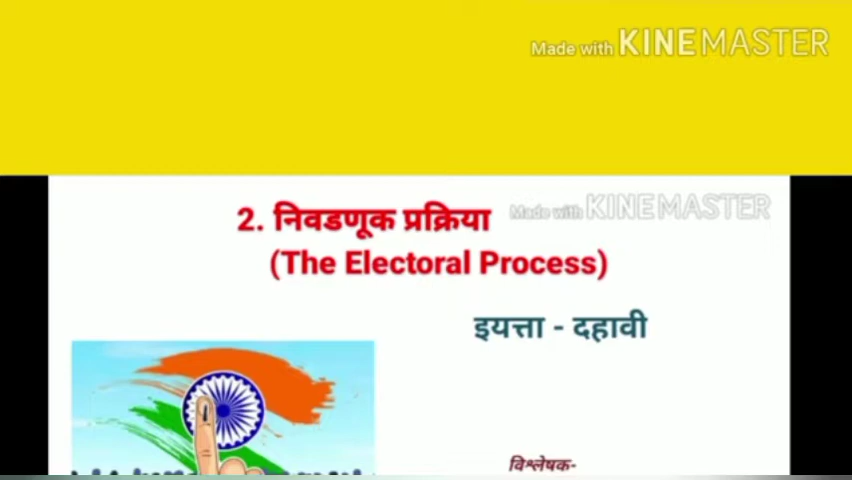 Made with KINEMASTER
2. निवडणूक प्रक्रिया
Made with KINEMASTER
(The Electoral Process)
इयत्ता - दहावी
विश्लेषक-